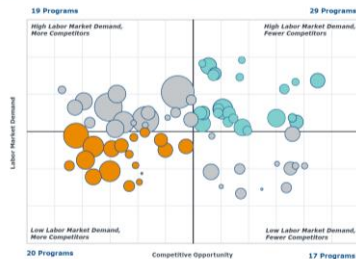 19 Programs
29 Programs
High Labor Market Demand,
More Competitors
High Labor Market Demand,
Fewer Competitors
Labor Market Demand
Low Labor Market Demand,
More Competitors
Low Labor Market Demand,
Fewer Competitors
20 Programs
Competitive Opportunity
17 Programs